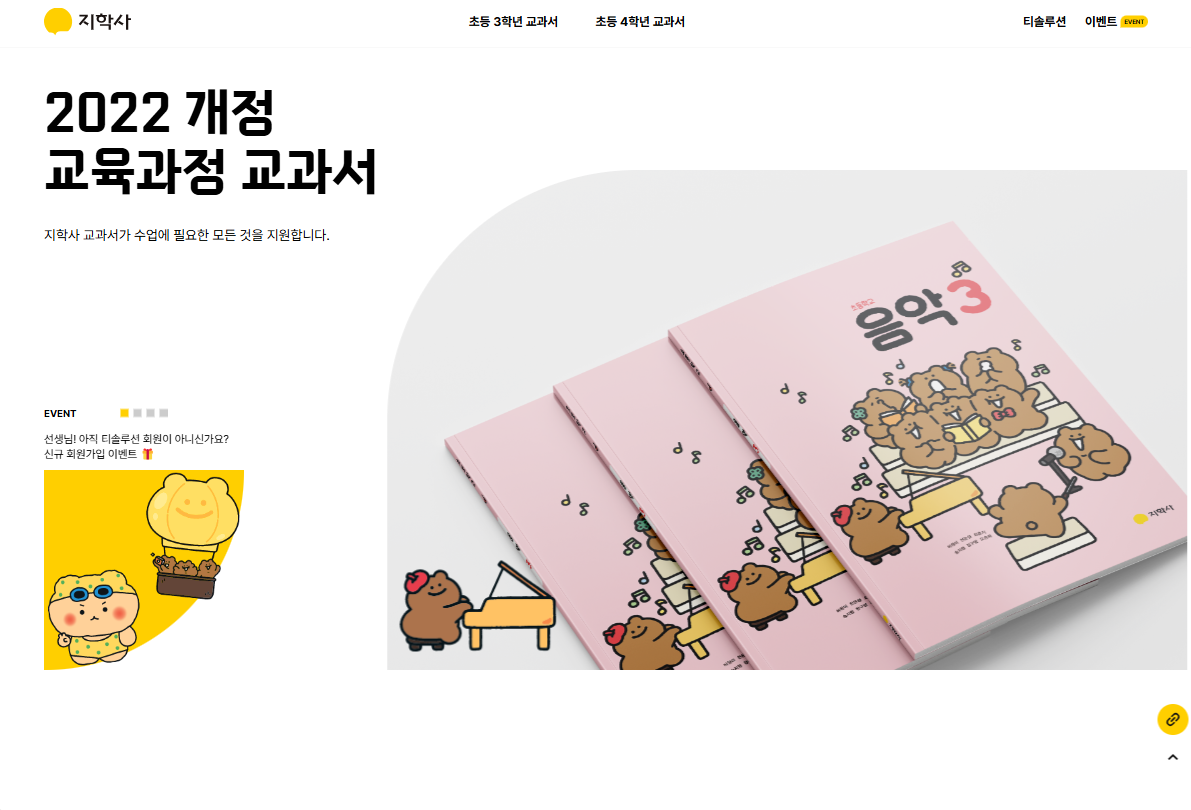 지학사
초등 3학년 교과서
초등 4학년 교과서
티솔루션
이벤트 EVENT
2022 개정
교육과정 교과서
지학사 교과서가 수업에 필요한 모든 것을 지원합니다.
EVENT
선생님! 아직 티솔루션 회원이 아니신가요?
신규 회원가입 이벤트
초등학교
음악3
지학사